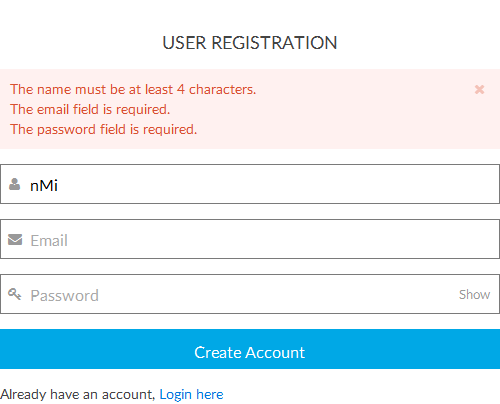 USER REGISTRATION
The name must be at least 4 characters.
The email field is required.
The password field is required.
nMi
Email
Password Show
Create Account
Already have an account, Login here